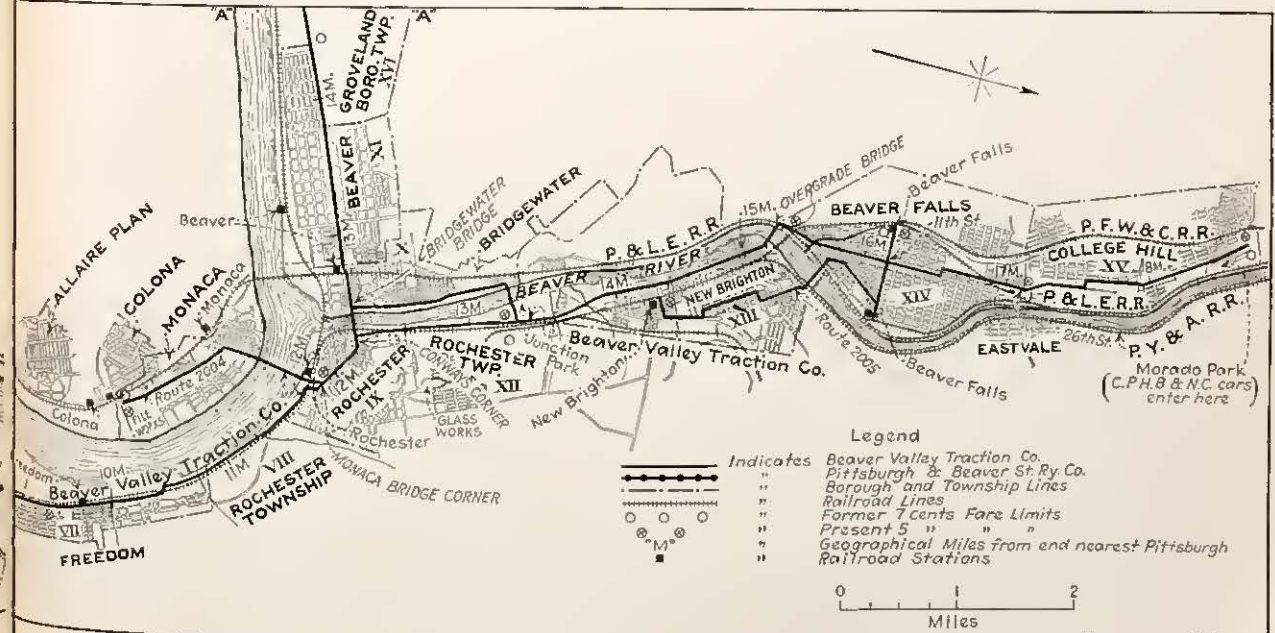 "A"
"A"
14M.
GROVELAND
BORO. TWP.
XVI
BEAVER
XI
13M.
Beaver
ALLAIRE PLAN
COLONA
MONACA
Monaca
Colona
TILE
WORKS
Route 2004
BRIDGEWATER
BRIDGE
BRIDGEWATER
X
P. & L. E. R. R.
BEAVER RIVER
13M.
14M.
15M.
OVERGRADE BRIDGE
Beaver Falls
BEAVER FALLS
11th St.
16M.
P. F. W. & C. R. R.
COLLEGE HILL
17M.
XV
18M.
P. & L. E. R. R.
XIV
NEW BRIGHTON
XIII
Route 2005
EASTVALE
26th St.
P. Y. & A. R. R.
Beaver Falls
Morado Park
(C.P.H.B & N.C. cars
enter here)
Beaver Valley Traction Co.
Junction
Park
ROCHESTER
TWP.
XII
New Brighton
CONWAYS CORNER
GLASS
WORKS
12M.
12M.
ROCHESTER
IX
Rochester
MONACA BRIDGE CORNER
Freedom
10M.
Beaver Valley Traction Co.
11M.
VIII
ROCHESTER
TOWNSHIP
VII
FREEDOM
Legend
Indicates Beaver Valley Traction Co.
" Pittsburgh & Beaver St. Ry. Co.
" Borough and Township Lines
" Railroad Lines
" Former 7 Cents Fare Limits
" Present 5 " " "
"M" " Geographical Miles from end nearest Pittsburgh
" Railroad Stations
0 1 2
Miles